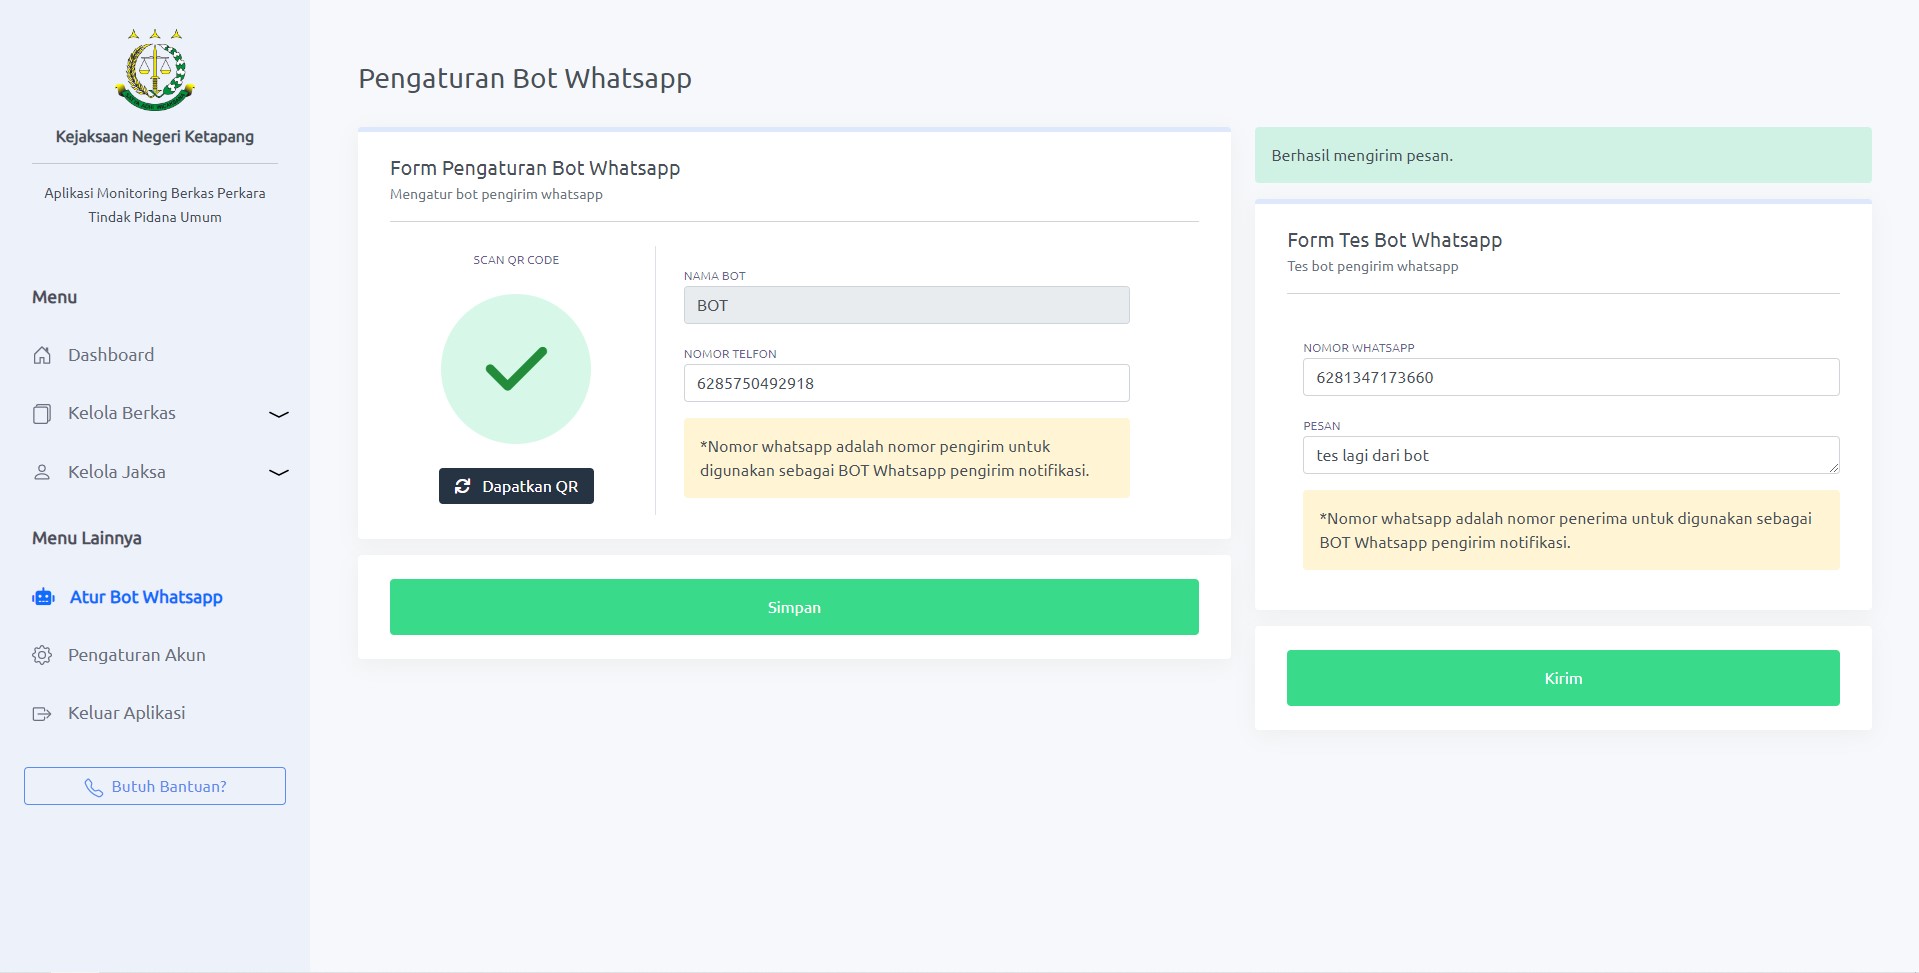 Kejaksaan Negeri Ketapang
Aplikasi Monitoring Berkas Perkara
Tindak Pidana Umum
Menu
Dashboard
Kelola Berkas
Kelola Jaksa
Menu Lainnya
Atur Bot Whatsapp
Pengaturan Akun
Keluar Aplikasi
Butuh Bantuan?
Pengaturan Bot Whatsapp
Form Pengaturan Bot Whatsapp
Mengatur bot pengirim whatsapp
SCAN QR CODE
Dapatkan QR
NAMA BOT
BOT
NOMOR TELFON
6285750492918
*Nomor whatsapp adalah nomor pengirim untuk
digunakan sebagai BOT Whatsapp pengirim notifikasi.
Simpan
Berhasil mengirim pesan.
Form Tes Bot Whatsapp
Tes bot pengirim whatsapp
NOMOR WHATSAPP
6281347173660
PESAN
tes lagi dari bot
*Nomor whatsapp adalah nomor penerima untuk digunakan sebagai
BOT Whatsapp pengirim notifikasi.
Kirim